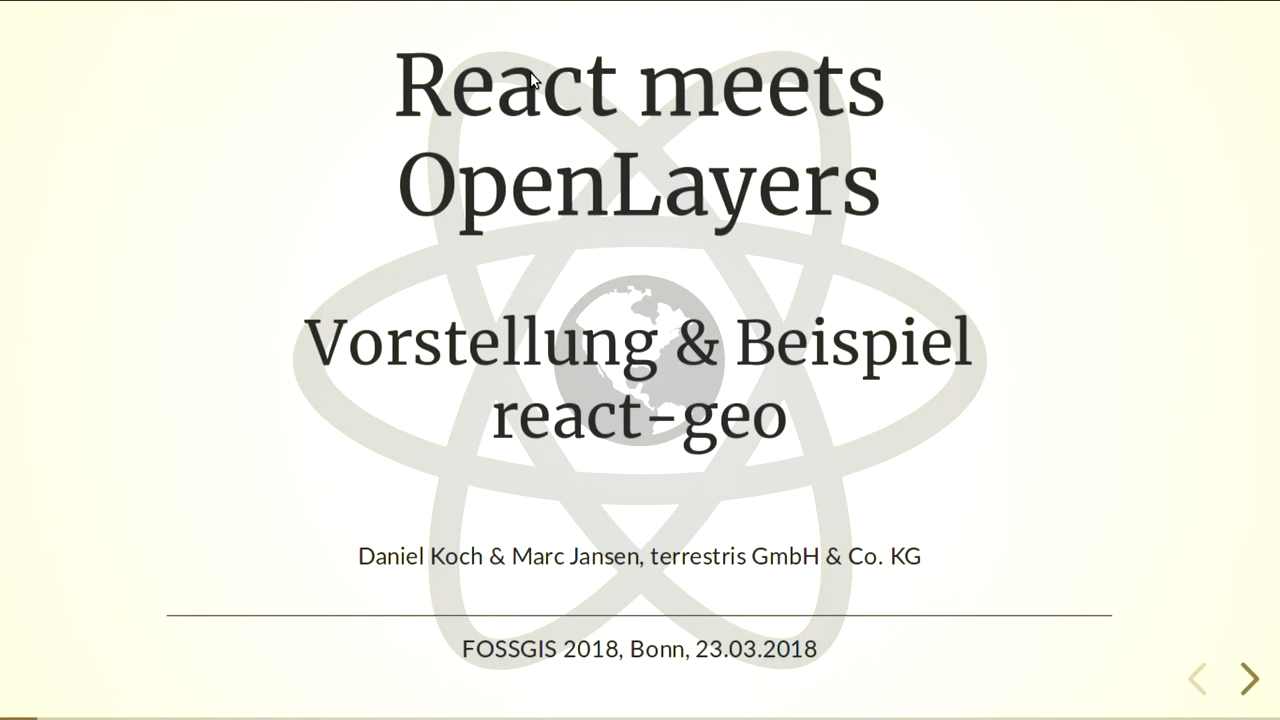 React meets
OpenLayers
Vorstellung & Beispiel
react-geo
Daniel Koch & Marc Jansen, terrestris GmbH & Co. KG
FOSSGIS 2018, Bonn, 23.03.2018